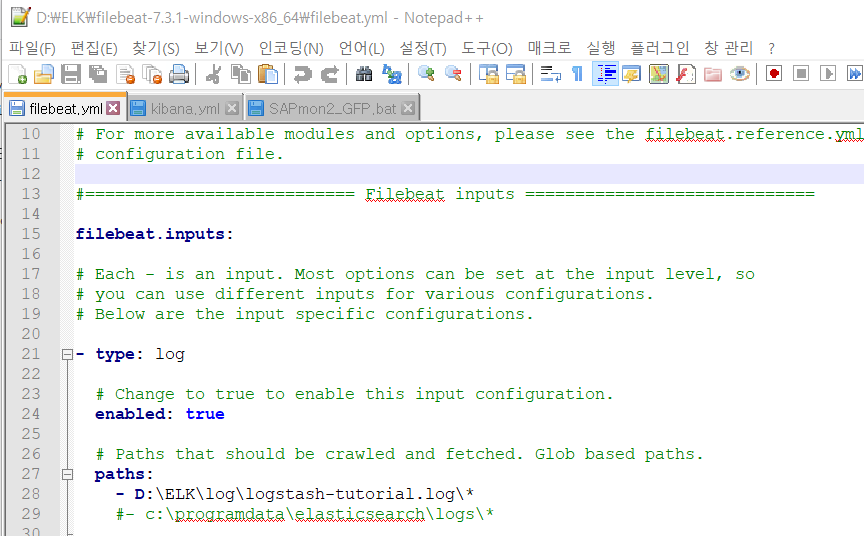 D:₩ELK₩filebeat-7.3.1-windows-x86_64₩filebeat.yml - Notepad++
파일(F) 편집(E) 찾기(S) 보기(V) 인코딩(N) 언어(L) 설정(T) 도구(O) 매크로 실행 플러그인 창 관리 ?
filebeat.yml kibana.yml SAPmon2_GFP.bat
10 # For more available modules and options, please see the filebeat.reference.yml
11 # configuration file.
12
13 #=========================== Filebeat inputs =============================
14
15 filebeat.inputs:
16
17 # Each - is an input. Most options can be set at the input level, so
18 # you can use different inputs for various configurations.
19 # Below are the input specific configurations.
20
21 - type: log
22
23 # Change to true to enable this input configuration.
24 enabled: true
25
26 # Paths that should be crawled and fetched. Glob based paths.
27 paths:
28 - D:\ELK\log\logstash-tutorial.log\*
29 #- c:\programdata\elasticsearch\logs\*
30